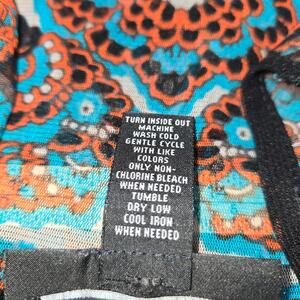 TURN INSIDE OUT
MACHINE
WASH COLD
GENTLE CYCLE
WITH LIKE
COLORS
ONLY NON-
CHLORINE BLEACH
WHEN NEEDED
TUMBLE
DRY LOW
COOL IRON
WHEN NEEDED